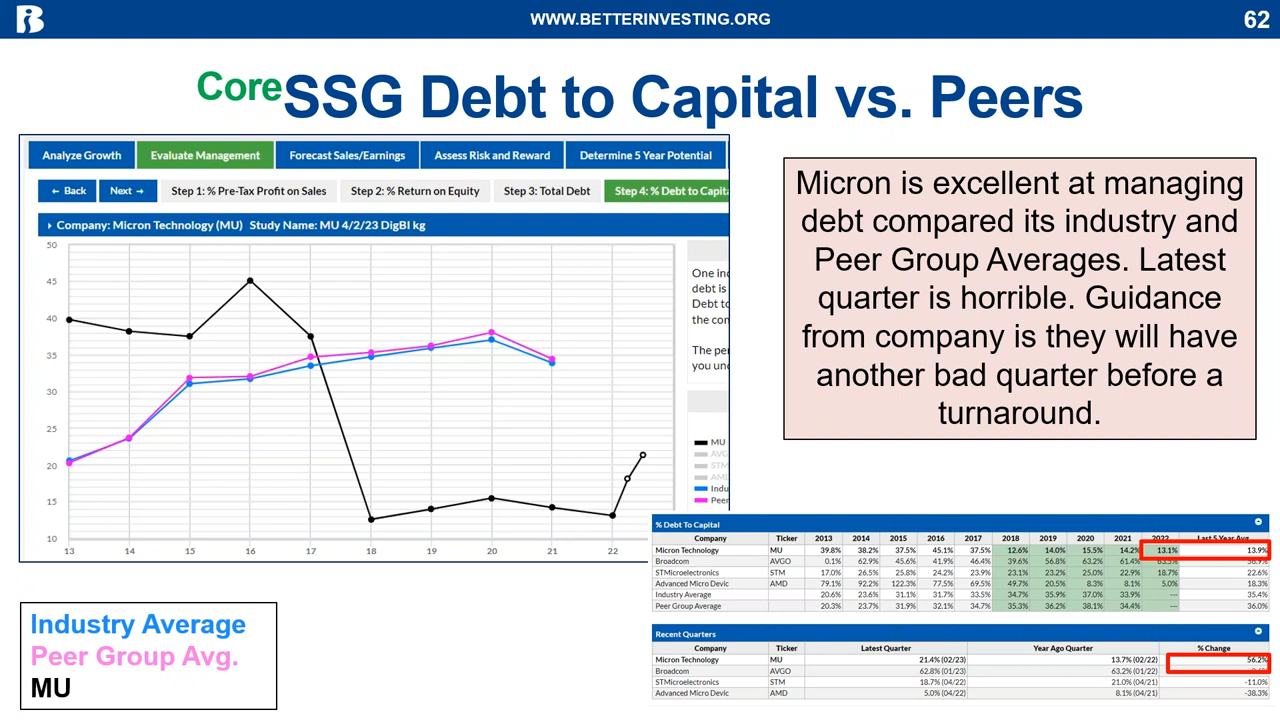 WWW.BETTERINVESTING.ORG
62
CoreSSG Debt to Capital vs. Peers
Analyze Growth
Evaluate Management
Forecast Sales/Earnings
Assess Risk and Reward
Determine 5 Year Potential
← Back
Next →
Step 1: % Pre-Tax Profit on Sales
Step 2: % Return on Equity
Step 3: Total Debt
Step 4: % Debt to Capita
Company: Micron Technology (MU) Study Name: MU 4/2/23 DigBI kg
50
45
40
35
30
25
20
15
10
13 14 15 16 17 18 19 20 21 22
One inc
debt is
Debt to
the con
The per
you unc
MU
AVG
STM
AMD
Indu
Peer
Micron is excellent at managing
debt compared its industry and
Peer Group Averages. Latest
quarter is horrible. Guidance
from company is they will have
another bad quarter before a
turnaround.
Industry Average
Peer Group Avg.
MU
% Debt To Capital
Company Ticker 2013 2014 2015 2016 2017 2018 2019 2020 2021 2022 Last 5 Year Avg
Micron Technology MU 39.8% 38.2% 37.5% 45.1% 37.5% 12.6% 14.0% 15.5% 14.2% 13.1% 13.9%
Broadcom AVGO 0.1% 62.9% 45.6% 41.9% 46.4% 39.6% 56.8% 63.2% 61.4% 63.5% 56.9%
STMicroelectronics STM 17.0% 26.5% 25.8% 24.2% 23.9% 23.1% 23.2% 25.0% 22.9% 18.7% 22.6%
Advanced Micro Devic AMD 79.1% 92.2% 122.3% 77.5% 69.5% 49.7% 20.5% 8.3% 8.1% 5.0% 18.3%
Industry Average 20.6% 23.6% 31.1% 31.7% 33.5% 34.7% 35.9% 37.0% 33.9% --- 35.4%
Peer Group Average 20.3% 23.7% 31.9% 32.1% 34.7% 35.3% 36.2% 38.1% 34.4% --- 36.0%
Recent Quarters
Company Ticker Latest Quarter Year Ago Quarter % Change
Micron Technology MU 21.4% (02/23) 13.7% (02/22) 56.2%
Broadcom AVGO 62.8% (01/23) 63.2% (01/22)
STMicroelectronics STM 18.7% (04/22) 21.0% (04/21) -11.0%
Advanced Micro Devic AMD 5.0% (04/22) 8.1% (04/21) -38.3%